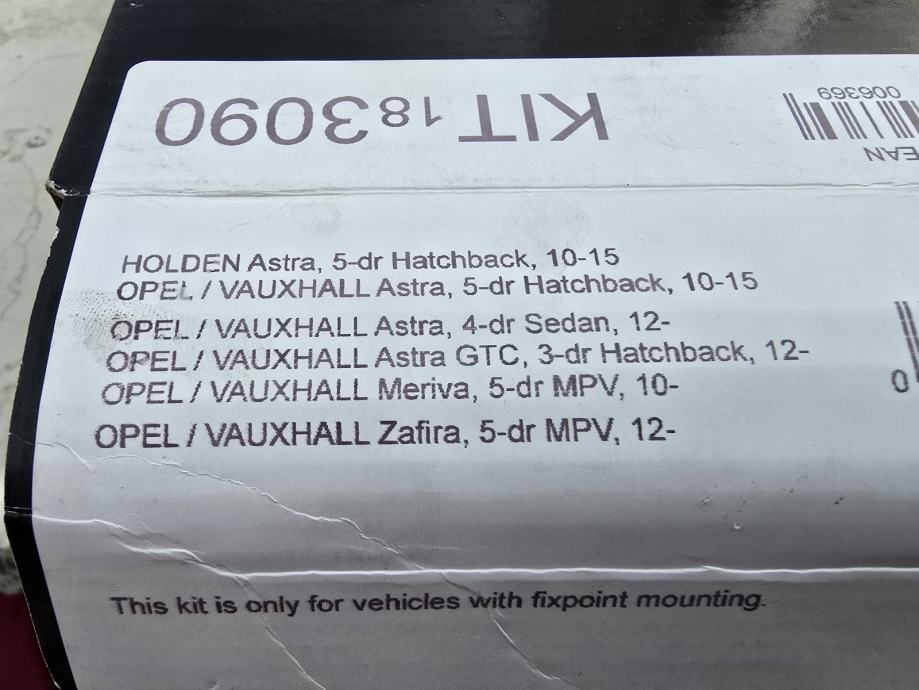 KIT 183090
EAN
006369
HOLDEN Astra, 5-dr Hatchback, 10-15
OPEL / VAUXHALL Astra, 5-dr Hatchback, 10-15
OPEL / VAUXHALL Astra, 4-dr Sedan, 12-
OPEL / VAUXHALL Astra GTC, 3-dr Hatchback, 12-
OPEL / VAUXHALL Meriva, 5-dr MPV, 10-
OPEL / VAUXHALL Zafira, 5-dr MPV, 12-
0
This kit is only for vehicles with fixpoint mounting.